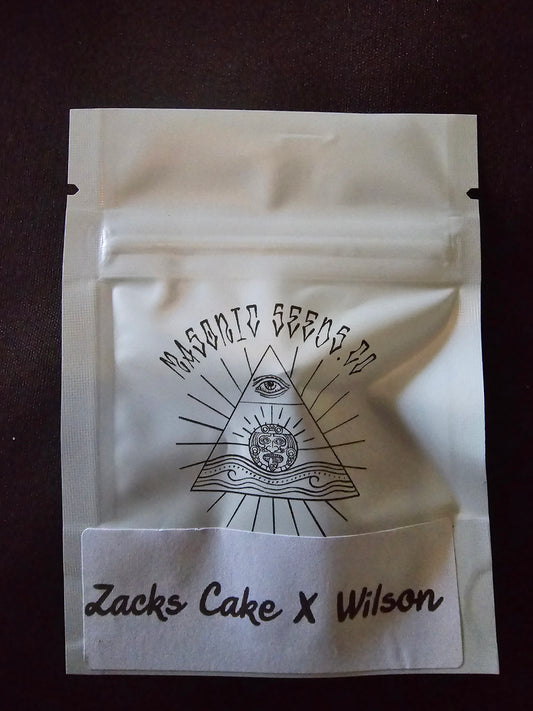 MASONIC SEEDS.CO
Zacks Cake X Wilson